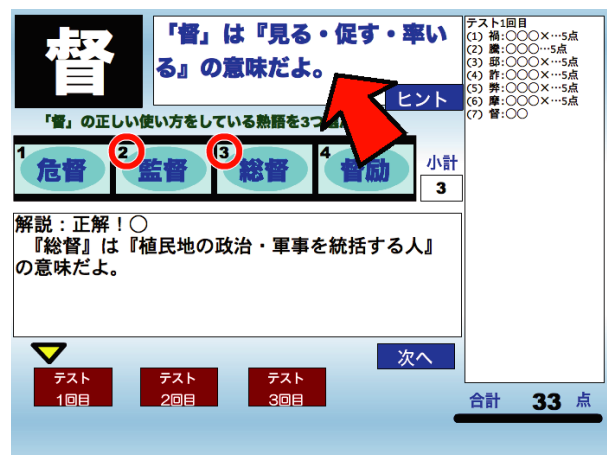 督
「督」は『見る・促す・率い
る』の意味だよ。
ヒント
「督」の正しい使い方をしている熟語を3つ
1 危督
2 監督
3 総督
4 督励
小計
3
解説：正解！○
『総督』は『植民地の政治・軍事を統括する人』
の意味だよ。
次へ
テスト
1回目
テスト
2回目
テスト
3回目
テスト1回目
(1) 禍:○○○×…5点
(2) 騰:○○○…5点
(3) 邸:○○○×…5点
(4) 詐:○○○×…5点
(5) 弊:○○○×…5点
(6) 摩:○○○×…5点
(7) 督:○○
合計 33 点